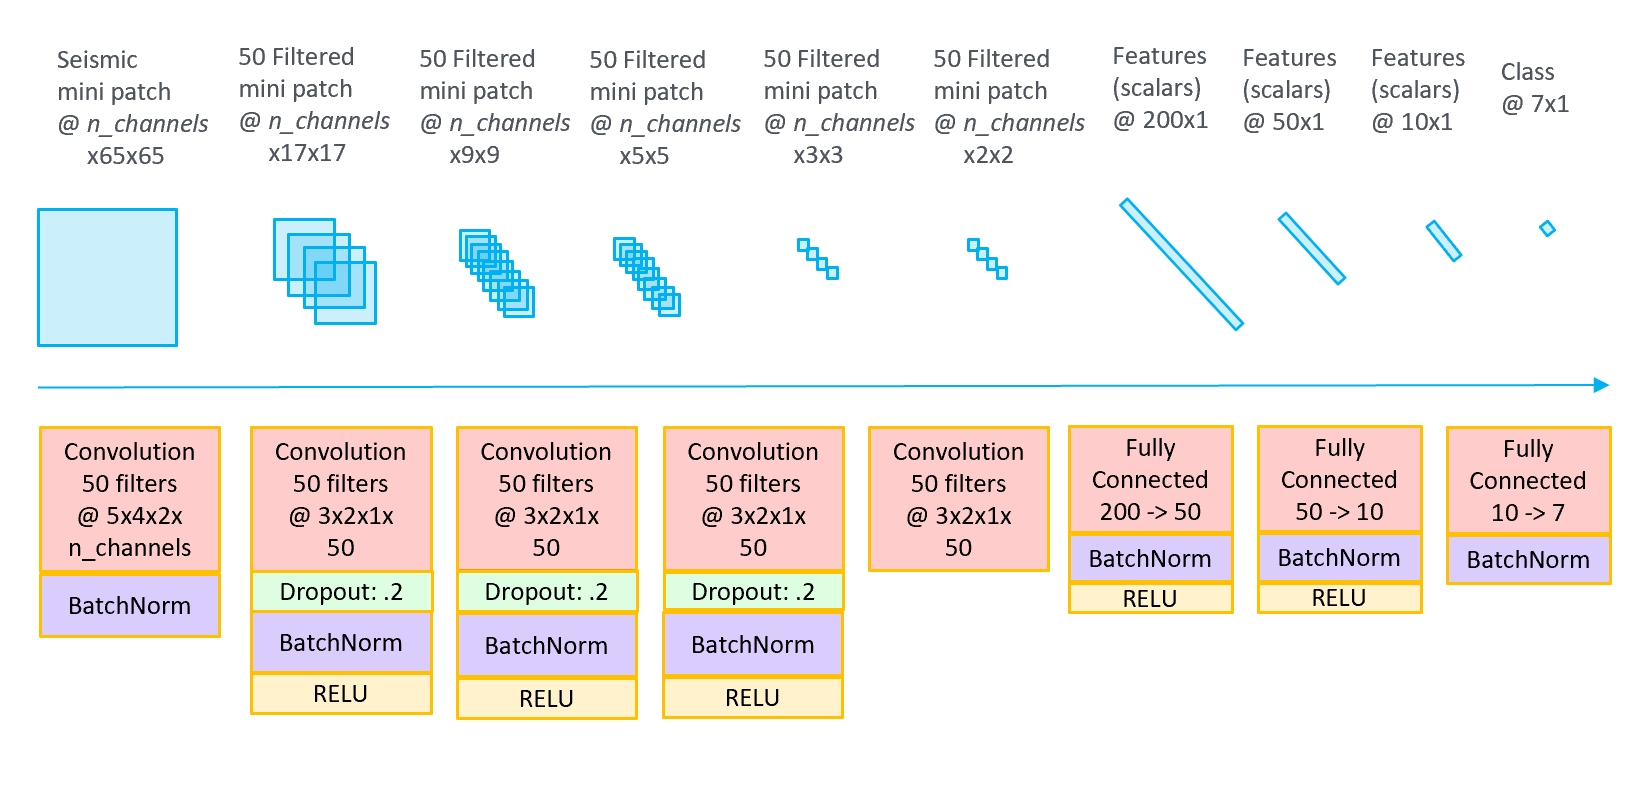 Seismic
mini patch
@ n_channels
x65x65
50 Filtered
mini patch
@ n_channels
x17x17
50 Filtered
mini patch
@ n_channels
x9x9
50 Filtered
mini patch
@ n_channels
x5x5
50 Filtered
mini patch
@ n_channels
x3x3
50 Filtered
mini patch
@ n_channels
x2x2
Features
(scalars)
@ 200x1
Features
(scalars)
@ 50x1
Features
(scalars)
@ 10x1
Class
@ 7x1
Convolution
50 filters
@ 5x4x2x
n_channels
BatchNorm
Convolution
50 filters
@ 3x2x1x
50
Dropout: .2
BatchNorm
RELU
Convolution
50 filters
@ 3x2x1x
50
Dropout: .2
BatchNorm
RELU
Convolution
50 filters
@ 3x2x1x
50
Dropout: .2
BatchNorm
RELU
Convolution
50 filters
@ 3x2x1x
50
Fully
Connected
200 -> 50
BatchNorm
RELU
Fully
Connected
50 -> 10
BatchNorm
RELU
Fully
Connected
10 -> 7
BatchNorm